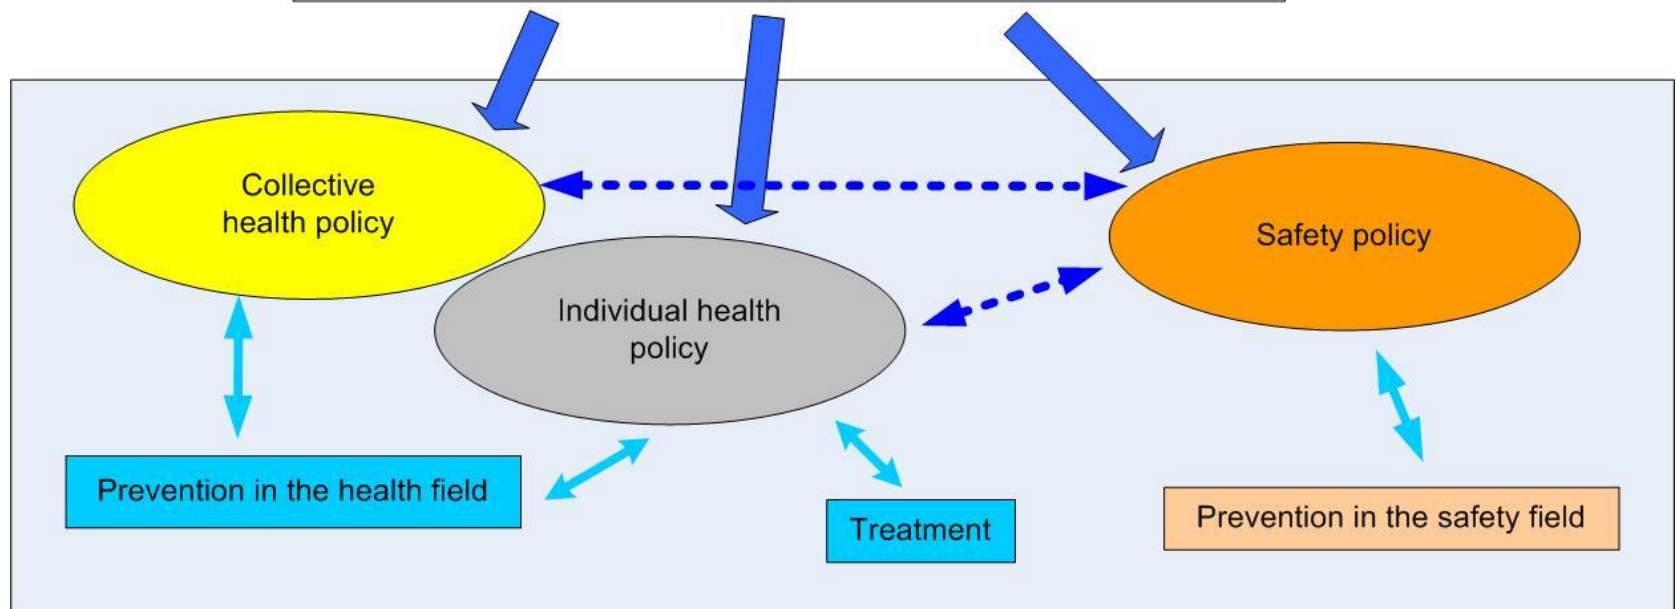 Collective
health policy
Safety policy
Individual health
policy
Prevention in the health field
Treatment
Prevention in the safety field